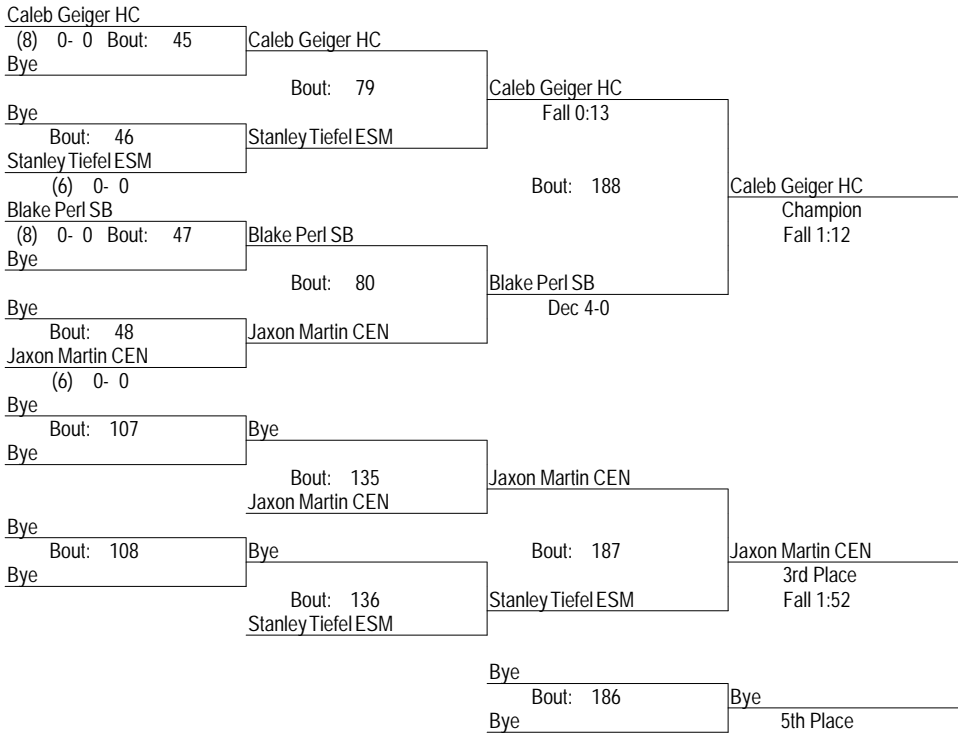 Caleb Geiger HC
(8) 0- 0 Bout: 45 Caleb Geiger HC
Bye
Bout: 79 Caleb Geiger HC
Bye Fall 0:13
Bout: 46 Stanley Tiefel ESM
Stanley Tiefel ESM
(6) 0- 0 Bout: 188 Caleb Geiger HC
Blake Perl SB Champion
(8) 0- 0 Bout: 47 Blake Perl SB Fall 1:12
Bye
Bout: 80 Blake Perl SB
Bye Dec 4-0
Bout: 48 Jaxon Martin CEN
Jaxon Martin CEN
(6) 0- 0
Bye
Bout: 107 Bye
Bye
Bout: 135 Jaxon Martin CEN
Jaxon Martin CEN
Bye
Bout: 108 Bye Bout: 187 Jaxon Martin CEN
Bye 3rd Place
Bout: 136 Stanley Tiefel ESM Fall 1:52
Stanley Tiefel ESM
Bye
Bout: 186 Bye
Bye 5th Place